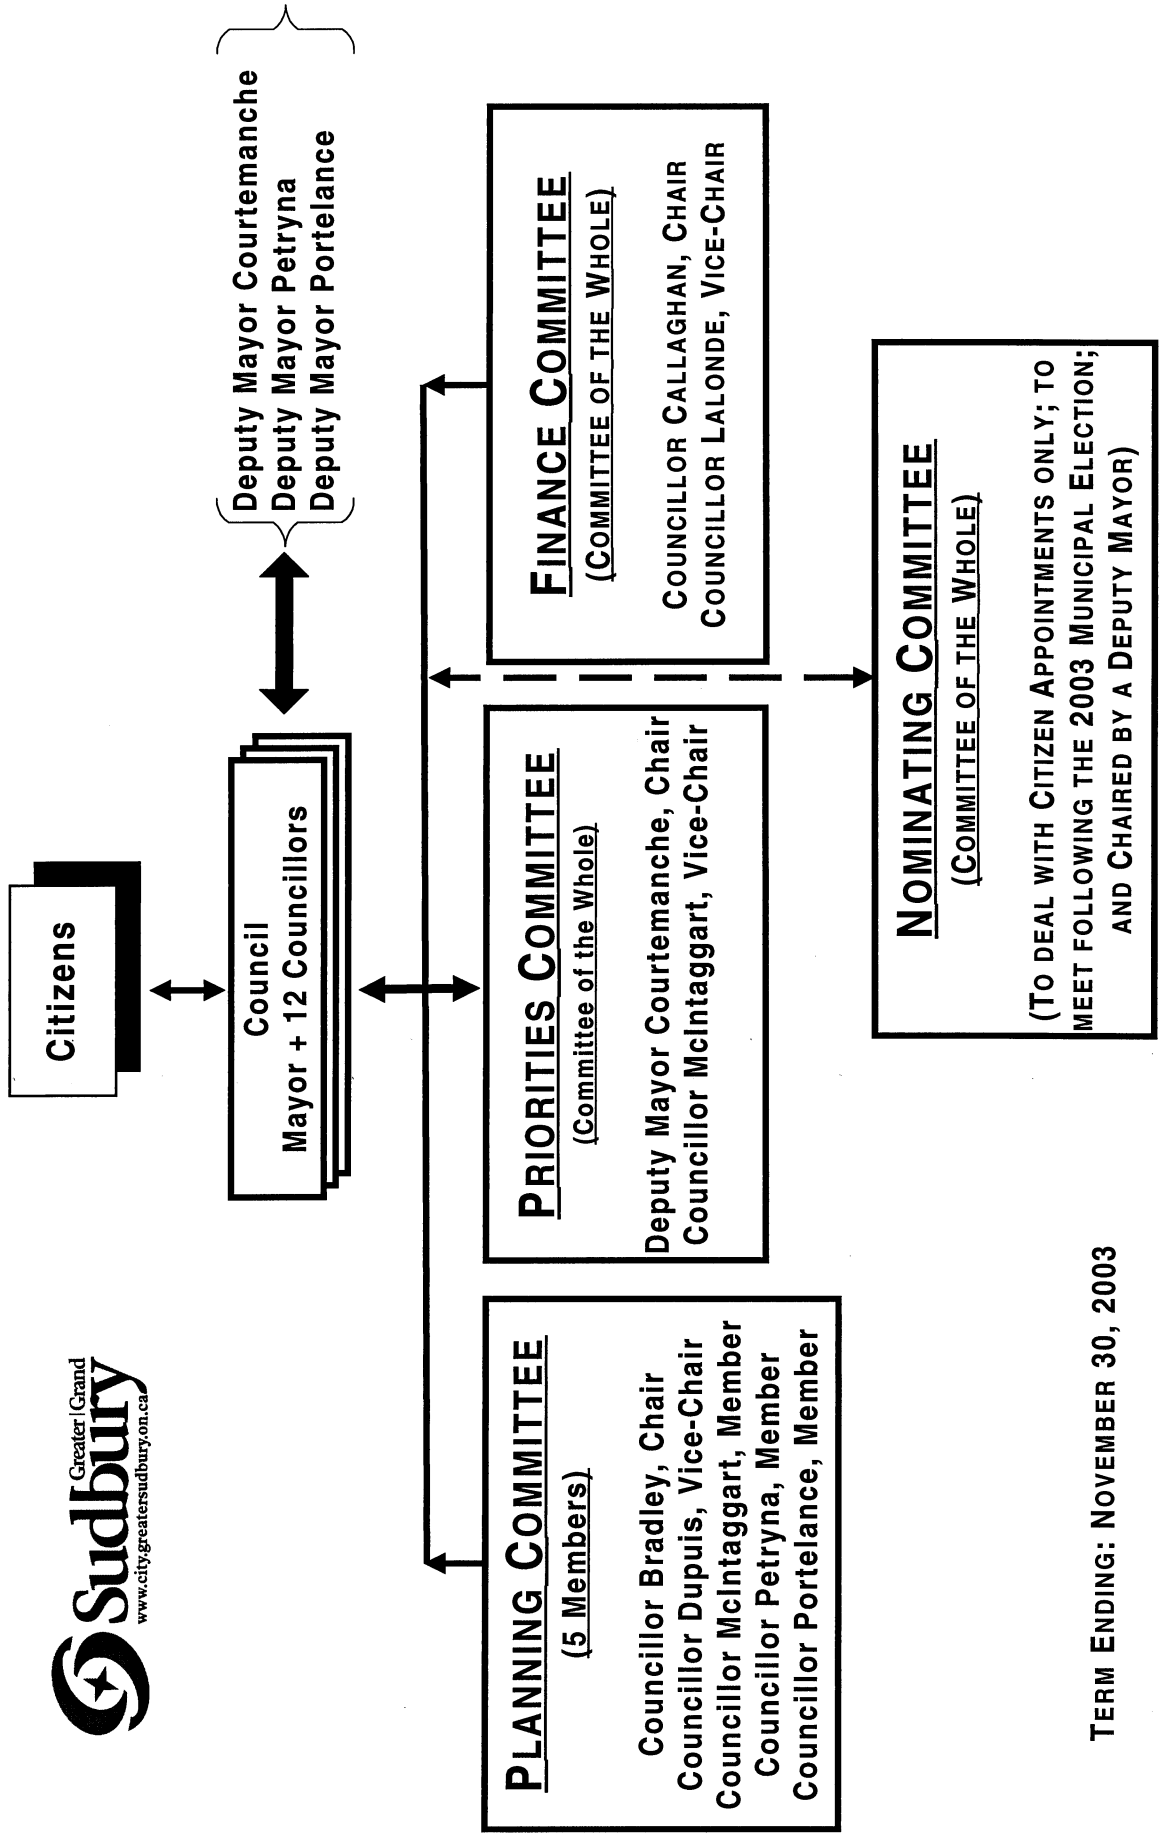 Greater | Grand
Sudbury
www.city.greatersudbury.on.ca
Citizens
Council
Mayor + 12 Councillors
Deputy Mayor Courtemanche
Deputy Mayor Petryna
Deputy Mayor Portelance
PLANNING COMMITTEE
(5 Members)
Councillor Bradley, Chair
Councillor Dupuis, Vice-Chair
Councillor McIntaggart, Member
Councillor Petryna, Member
Councillor Portelance, Member
PRIORITIES COMMITTEE
(Committee of the Whole)
Deputy Mayor Courtemanche, Chair
Councillor McIntaggart, Vice-Chair
FINANCE COMMITTEE
(COMMITTEE OF THE WHOLE)
COUNCILLOR CALLAGHAN, CHAIR
COUNCILLOR LALONDE, VICE-CHAIR
NOMINATING COMMITTEE
(COMMITTEE OF THE WHOLE)
(TO DEAL WITH CITIZEN APPOINTMENTS ONLY; TO
MEET FOLLOWING THE 2003 MUNICIPAL ELECTION;
AND CHAIRED BY A DEPUTY MAYOR)
TERM ENDING: NOVEMBER 30, 2003